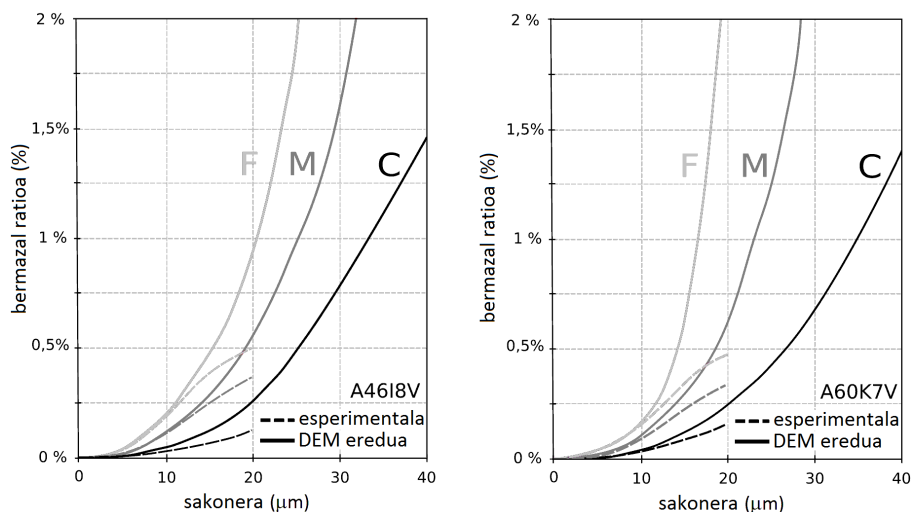 2 %
1,5%
1 %
0,5%
0 %
bermazal ratioa (%)
F M C
A46I8V
esperimentala
DEM eredua
0 10 20 30 40
sakonera (μm)
2 %
1,5%
1 %
0,5%
0 %
bermazal ratioa (%)
F M C
A60K7V
esperimentala
DEM eredua
0 10 20 30 40
sakonera (μm)